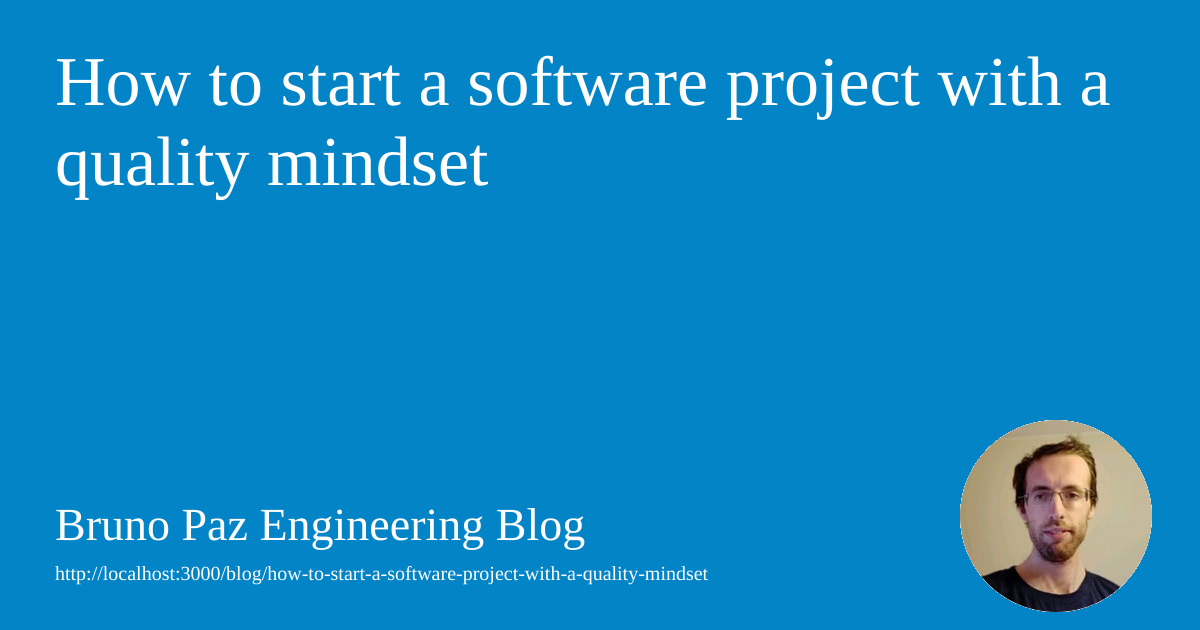 How to start a software project with a
quality mindset
Bruno Paz Engineering Blog
http://localhost:3000/blog/how-to-start-a-software-project-with-a-quality-mindset